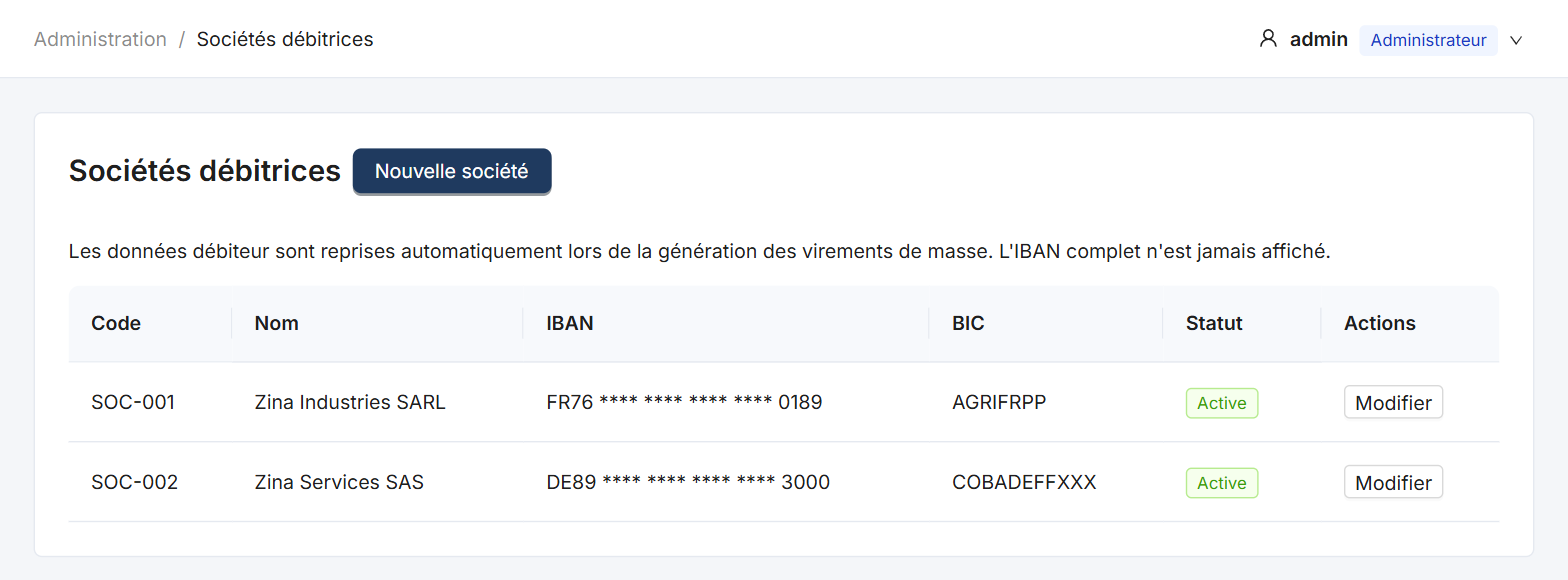 Administration / Sociétés débitrices
admin Administrateur
Sociétés débitrices Nouvelle société
Les données débiteur sont reprises automatiquement lors de la génération des virements de masse. L'IBAN complet n'est jamais affiché.
Code Nom IBAN BIC Statut Actions
SOC-001 Zina Industries SARL FR76 **** **** **** **** 0189 AGRIFRPP Active Modifier
SOC-002 Zina Services SAS DE89 **** **** **** **** 3000 COBADEFFXXX Active Modifier